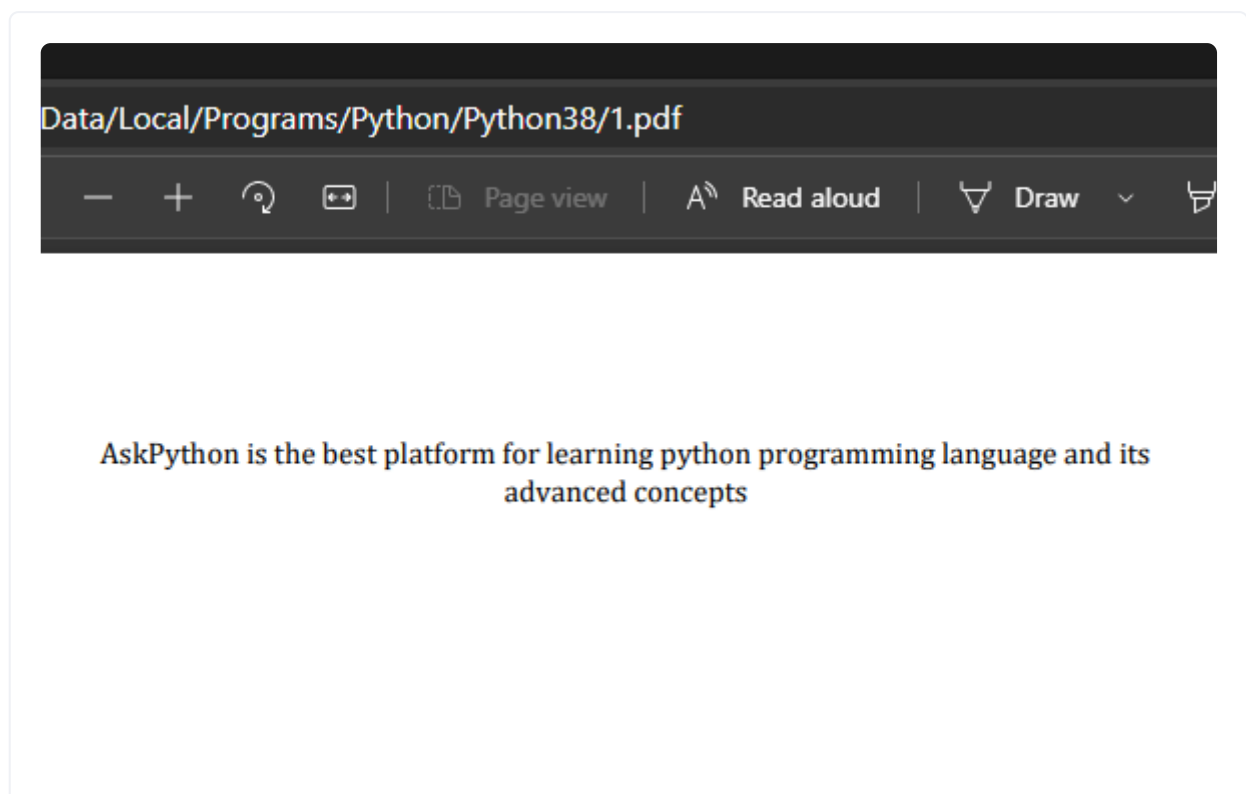 Data/Local/Programs/Python/Python38/1.pdf
Page view Read aloud Draw
AskPython is the best platform for learning python programming language and its
advanced concepts